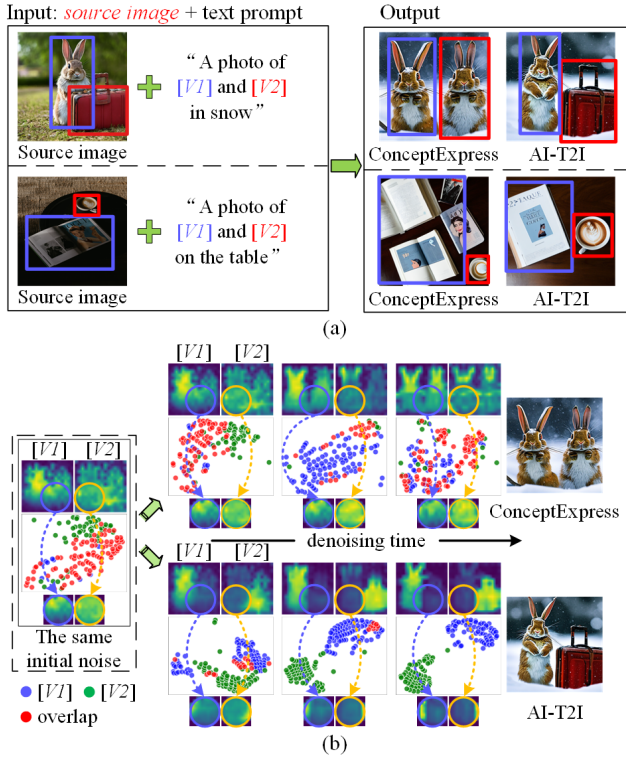 Input: source image + text prompt
Output
Source image
“ A photo of
[V1] and [V2]
in snow”
ConceptExpress
AI-T2I
Source image
“A photo of
[V1] and [V2]
on the table”
ConceptExpress
AI-T2I
(a)
[V1] [V2]
[V1] [V2]
The same
initial noise
[V1] [V2]
overlap
ConceptExpress
denoising time
[V1] [V2]
AI-T2I
(b)